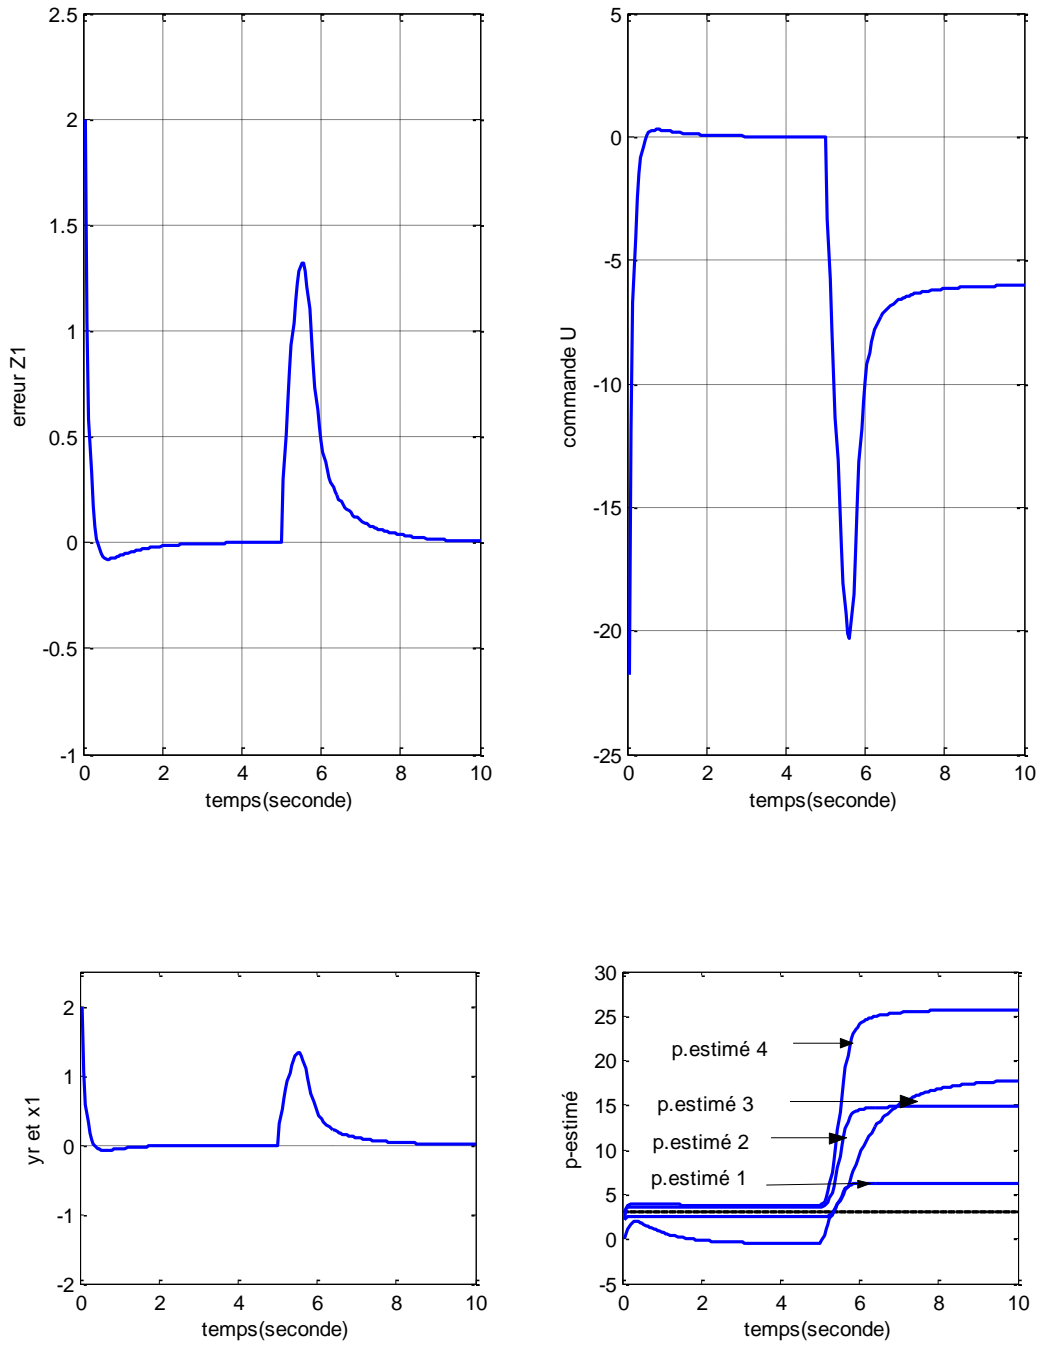 2.5
2
1.5
1
0.5
0
-0.5
-1
erreur Z1
0 2 4 6 8 10
temps(seconde)
5
0
-5
-10
-15
-20
-25
commande U
0 2 4 6 8 10
temps(seconde)
2
1
0
-1
-2
yr et x1
0 2 4 6 8 10
temps(seconde)
30
25
20
15
10
5
0
-5
p-estimé
p.estimé 4
p.estimé 3
p.estimé 2
p.estimé 1
0 2 4 6 8 10
temps(seconde)